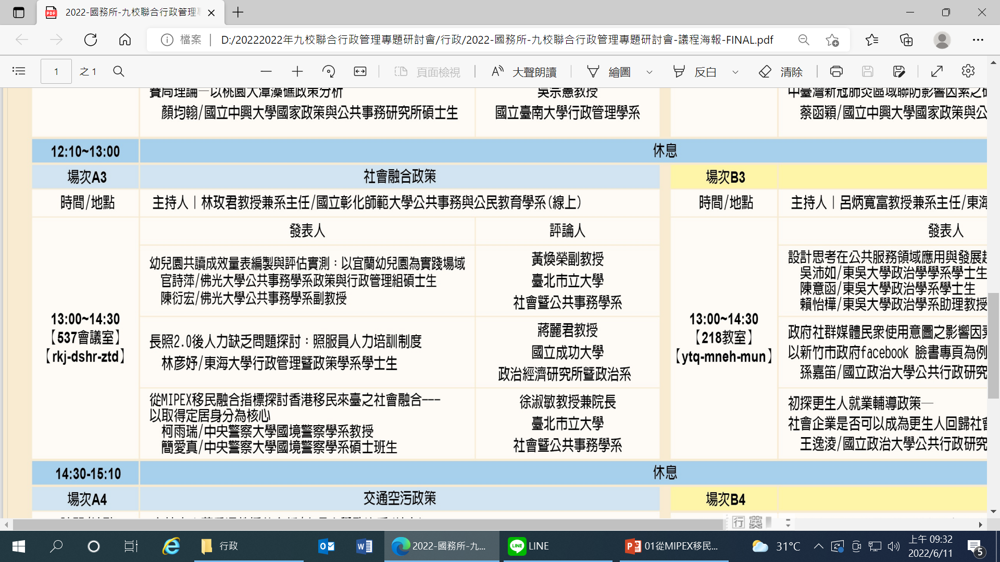 2022-國務所-九校聯合行政管理專
檔案
D:/20222022年九校聯合行政管理專題研討會/行政/2022-國務所-九校聯合行政管理專題研討會-議程海報-FINAL.pdf
1
之 1
頁面檢視
大聲朗讀
繪圖
反白
清除
賽局理論—以桃園大潭藻礁政策分析
顏均翰/國立中興大學國家政策與公共事務研究所碩士生
吳宗憲教授
國立臺南大學行政管理學系
中臺灣新冠肺炎區域聯防影響因素之研
蔡函穎/國立中興大學國家政策與公
12:10~13:00
休息
場次A3
社會融合政策
時間/地點
主持人｜林玫君教授兼系主任/國立彰化師範大學公共事務與公民教育學系(線上)
發表人
評論人
13:00~14:30
【537會議室】
【rkj-dshr-ztd】
幼兒園共讀成效量表編製與評估實測：以宜蘭幼兒園為實踐場域
官詩萍/佛光大學公共事務學系政策與行政管理組碩士生
陳衍宏/佛光大學公共事務學系副教授
黃煥榮副教授
臺北市立大學
社會暨公共事務學系
長照2.0後人力缺乏問題探討：照服員人力培訓制度
林彥妤/東海大學行政管理暨政策學系學士生
蔣麗君教授
國立成功大學
政治經濟研究所暨政治系
從MIPEX移民融合指標探討香港移民來臺之社會融合---
以取得定居身分為核心
柯雨瑞/中央警察大學國境警察學系教授
簡愛真/中央警察大學國境警察學系碩士班生
徐淑敏教授兼院長
臺北市立大學
社會暨公共事務學系
場次B3
時間/地點
主持人｜呂炳寬富教授兼系主任/東海
發表人
13:00~14:30
【218教室】
【ytq-mneh-mun】
設計思考在公共服務領域應用與發展趨
吳沛如/東吳大學政治學學系學士生
陳意函/東吳大學政治學系學士生
賴怡樺/東吳大學政治學系助理教授
政府社群媒體民眾使用意圖之影響因素
以新竹市政府facebook 臉書專頁為例
孫嘉笛/國立政治大學公共行政研究
初探更生人就業輔導政策—
社會企業是否可以成為更生人回歸社會
王逸淩/國立政治大學公共行政研究
14:30-15:10
休息
場次A4
交通空污政策
場次B4
行 英
行政
2022-國務所-九...
LINE
01從MIPEX移民...
31°C
上午 09:32
2022/6/11
5